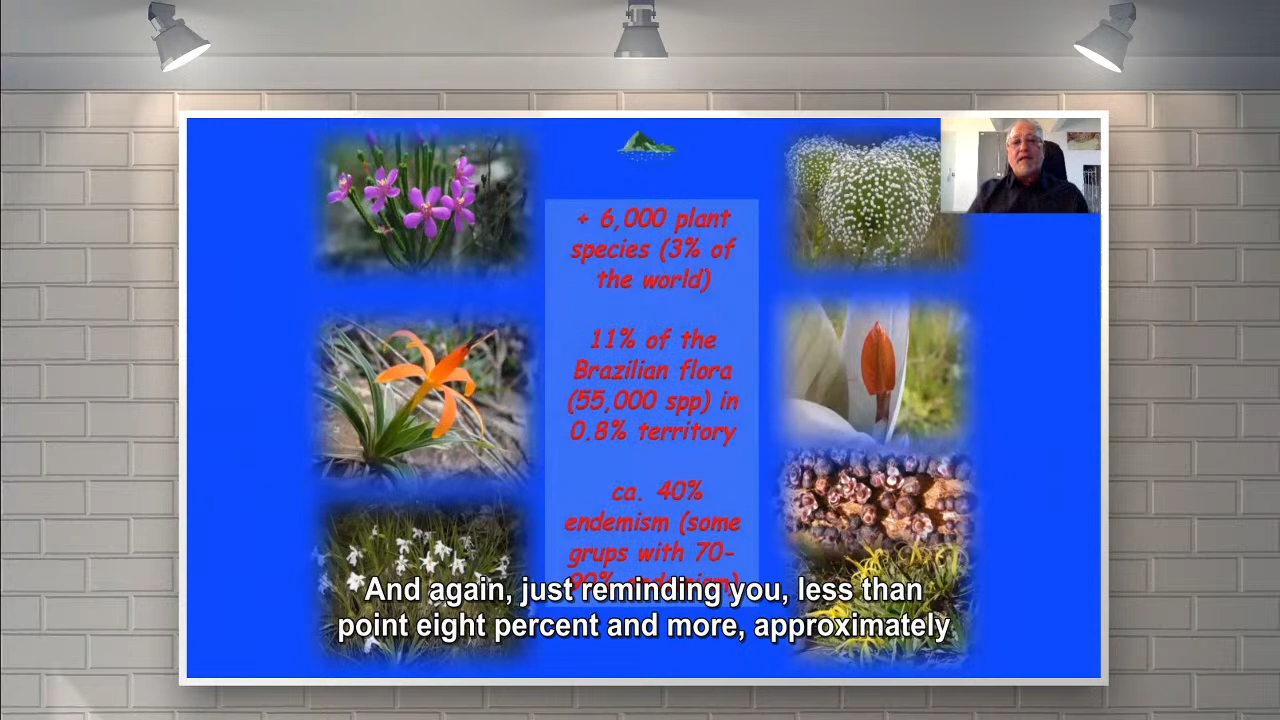 + 6,000 plant
species (3% of
the world)
11% of the
Brazilian flora
(55,000 spp) in
0.8% territory
ca. 40%
endemism (some
grups with 70-
90% endemism)
And again, just reminding you, less than
point eight percent and more, approximately